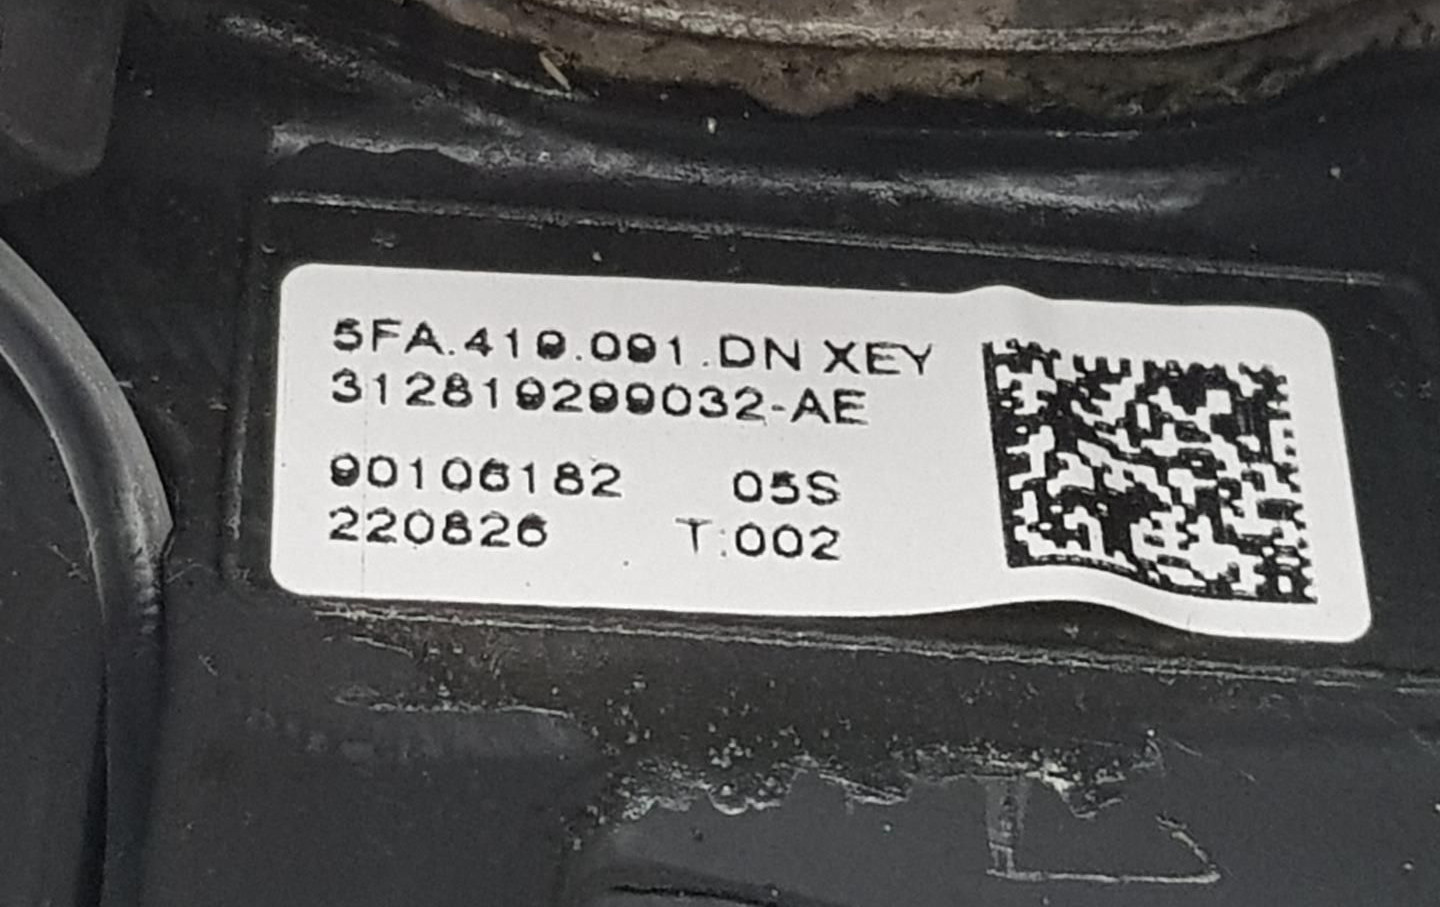 5FA.419.091.DN XEY
312819299032-AE
90106182 05S
220826 T:002